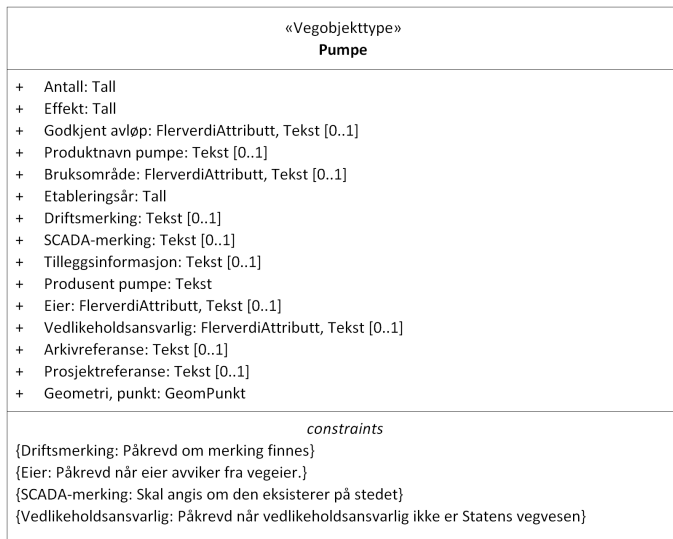 «Vegobjekttype»
Pumpe
+ Antall: Tall
+ Effekt: Tall
+ Godkjent avløp: FlerverdiAttributt, Tekst [0..1]
+ Produktnavn pumpe: Tekst [0..1]
+ Bruksområde: FlerverdiAttributt, Tekst [0..1]
+ Etableringsår: Tall
+ Driftsmerking: Tekst [0..1]
+ SCADA-merking: Tekst [0..1]
+ Tilleggsinformasjon: Tekst [0..1]
+ Produsent pumpe: Tekst
+ Eier: FlerverdiAttributt, Tekst [0..1]
+ Vedlikeholdsansvarlig: FlerverdiAttributt, Tekst [0..1]
+ Arkivreferanse: Tekst [0..1]
+ Prosjektreferanse: Tekst [0..1]
+ Geometri, punkt: GeomPunkt
constraints
{Driftsmerking: Påkrevd om merking finnes}
{Eier: Påkrevd når eier avviker fra vegeier.}
{SCADA-merking: Skal angis om den eksisterer på stedet}
{Vedlikeholdsansvarlig: Påkrevd når vedlikeholdsansvarlig ikke er Statens vegvesen}